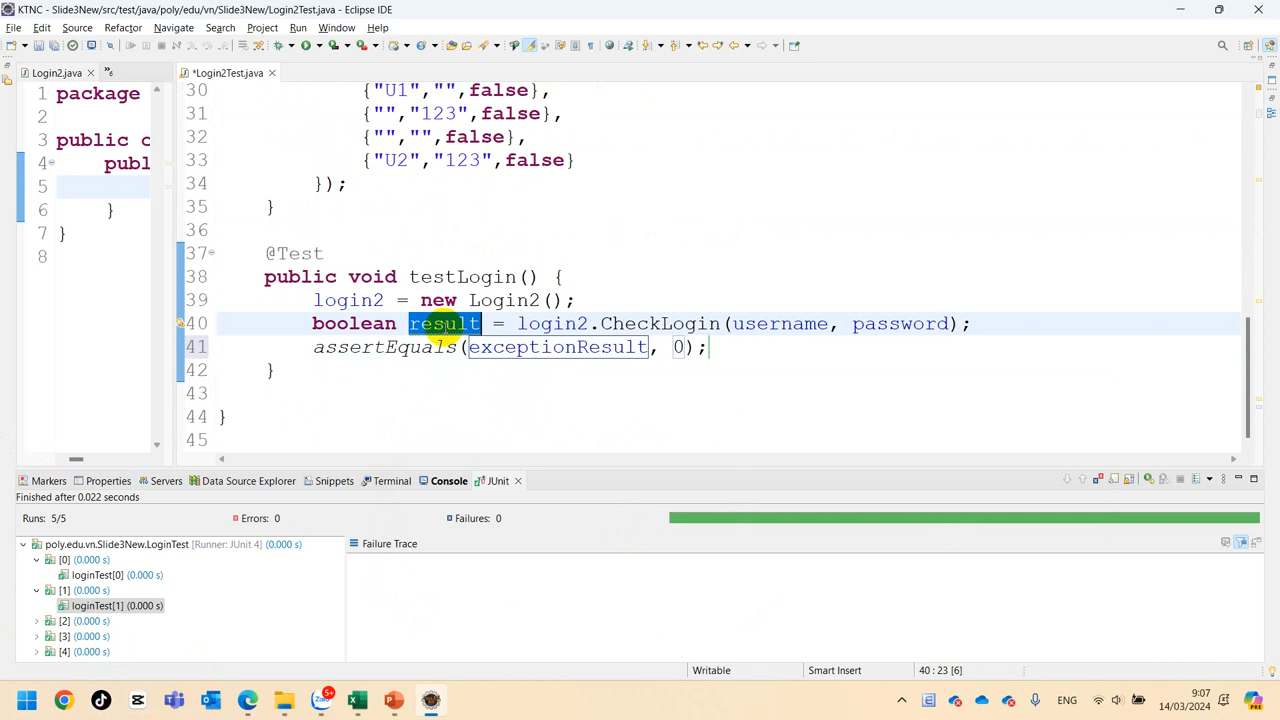 KTNC - Slide3New/src/test/java/poly/edu/vn/Login2Test.java - Eclipse IDE
File Edit Source Refactor Navigate Search Project Run Window Help
Login2.java
*Login2Test.java
1 package
2
3 public c
4 publ
5
6 }
7 }
8
30 {"U1","",false},
31 {"","123",false},
32 {"","",false},
33 {"U2","123",false}
34 });
35 }
36
37 @Test
38 public void testLogin() {
39 login2 = new Login2();
40 boolean result = login2.CheckLogin(username, password);
41 assertEquals(exceptionResult, 0);
42 }
43
44 }
45
Markers Properties Servers Data Source Explorer Snippets Terminal Console JUnit
Finished after 0.022 seconds
Runs: 5/5 Errors: 0 Failures: 0
poly.edu.vn.Slide3New.LoginTest [Runner: JUnit 4] (0.000 s)
[0] (0.000 s)
loginTest[0] (0.000 s)
[1] (0.000 s)
loginTest[1] (0.000 s)
[2] (0.000 s)
[3] (0.000 s)
[4] (0.000 s)
Failure Trace
Writable Smart Insert 40 : 23 [6]
5+
ENG
9:07
14/03/2024
PRE